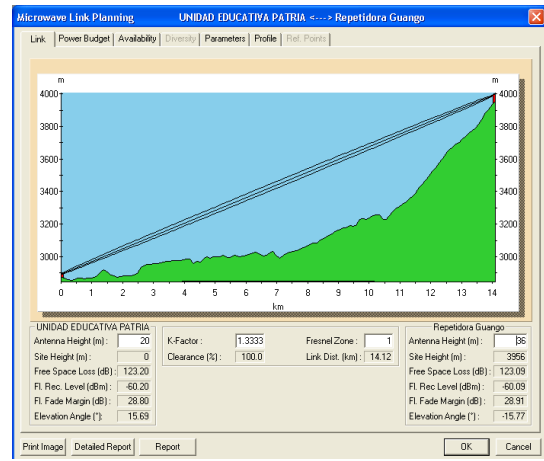 Microwave Link Planning UNIDAD EDUCATIVA PATRIA <---> Repetidora Guango
Link Power Budget Availability Diversity Parameters Profile Ref. Points
m m
4000 4000
3800 3800
3600 3600
3400 3400
3200 3200
3000 3000
0 1 2 3 4 5 6 7 8 9 10 11 12 13 14
km
UNIDAD EDUCATIVA PATRIA
Antenna Height (m) : 20
Site Height (m) : 0
Free Space Loss (dB) : 123.20
Fl. Rec. Level (dBm) : -60.20
Fl. Fade Margin (dB) : 28.80
Elevation Angle (°): 15.69
K-Factor : 1.3333 Fresnel Zone : 1
Clearance (%) : 100.0 Link Dist. (km) : 14.12
Repetidora Guango
Antenna Height (m) : 36
Site Height (m) : 3956
Free Space Loss (dB) : 123.09
Fl. Rec. Level (dBm) : -60.09
Fl. Fade Margin (dB) : 28.91
Elevation Angle (°) : -15.77
Print Image Detailed Report Report OK Cancel